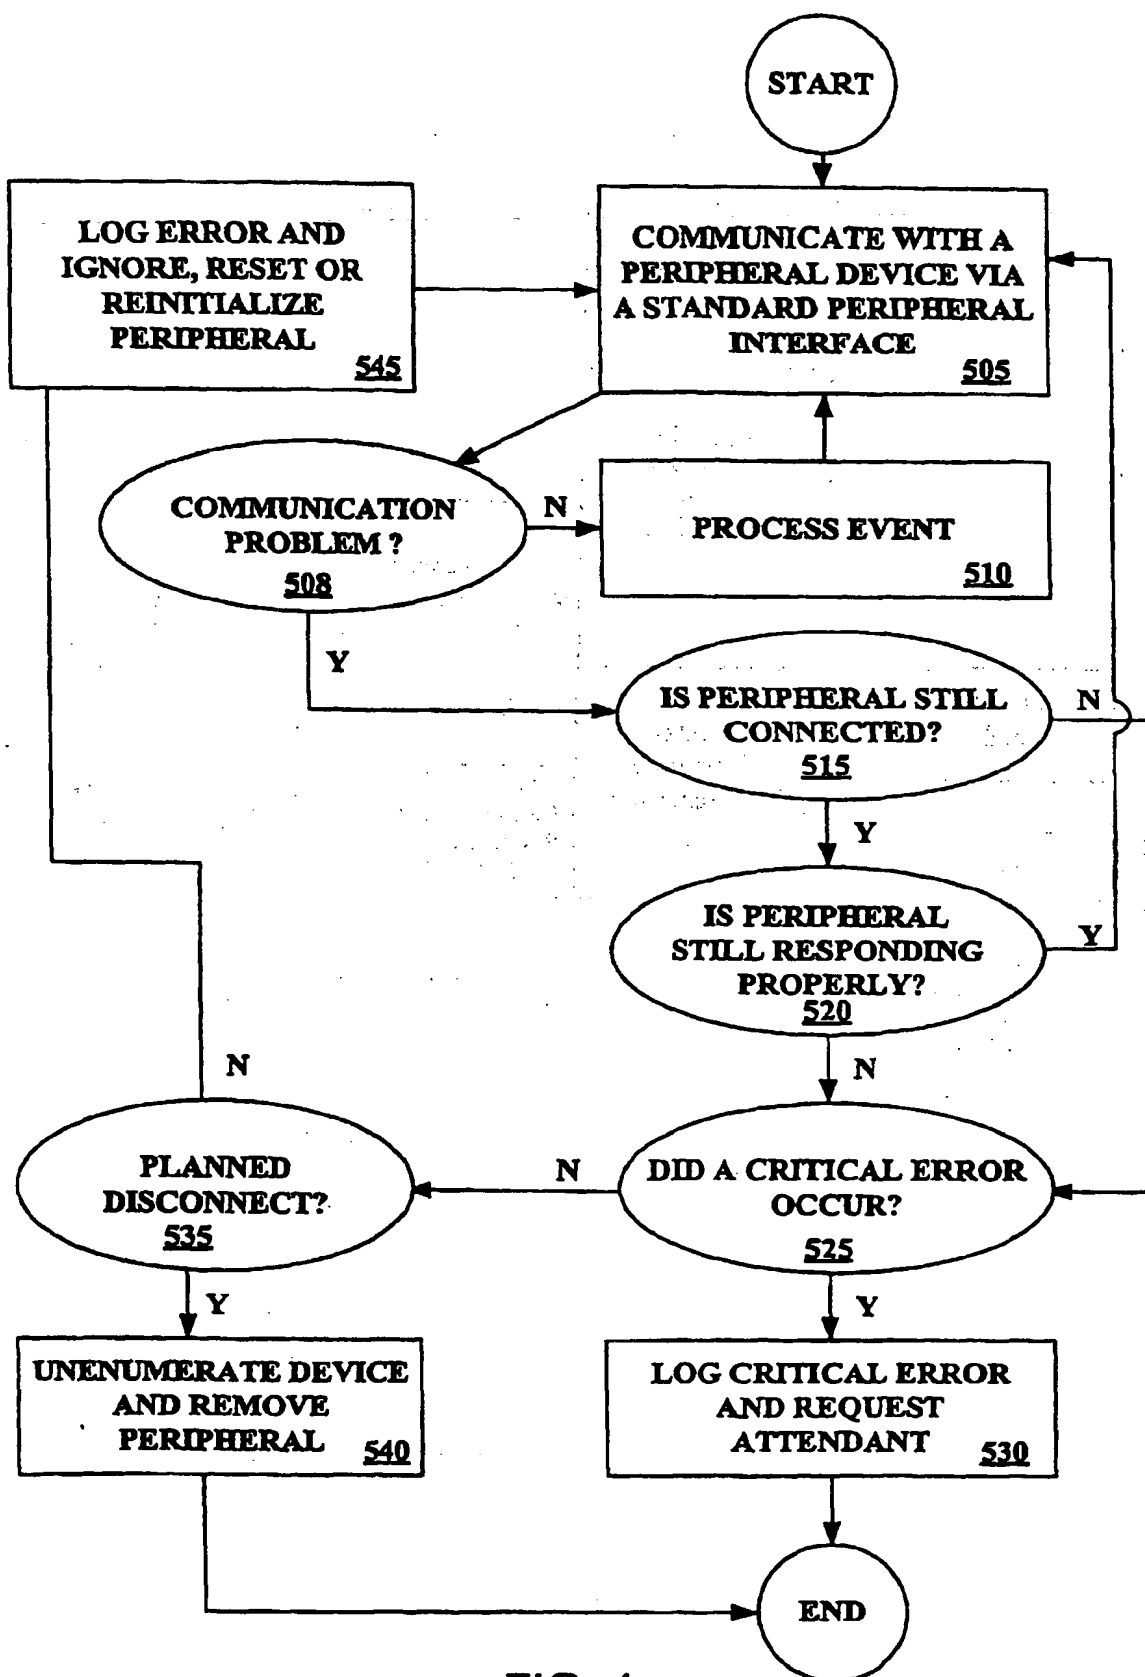 START
LOG ERROR AND
IGNORE, RESET OR
REINITIALIZE
PERIPHERAL
545
COMMUNICATE WITH A
PERIPHERAL DEVICE VIA
A STANDARD PERIPHERAL
INTERFACE
505
COMMUNICATION
PROBLEM ?
508
N
PROCESS EVENT
510
Y
IS PERIPHERAL STILL
CONNECTED?
515
N
Y
IS PERIPHERAL
STILL RESPONDING
PROPERLY?
520
Y
N
N
PLANNED
DISCONNECT?
535
N
DID A CRITICAL ERROR
OCCUR?
525
Y
Y
UNENUMERATE DEVICE
AND REMOVE
PERIPHERAL
540
LOG CRITICAL ERROR
AND REQUEST
ATTENDANT
530
END